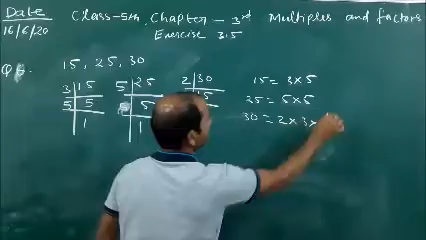 Date Class-5th, Chapter - 3rd Multiples and factors
16/6/20 Exercise 3.5
Q 15, 25, 30
3 15 5 25 2 30 15 = 3 x 5
5 5 5 15 25 = 5 x 5
1 1 30 = 2 x 3 x